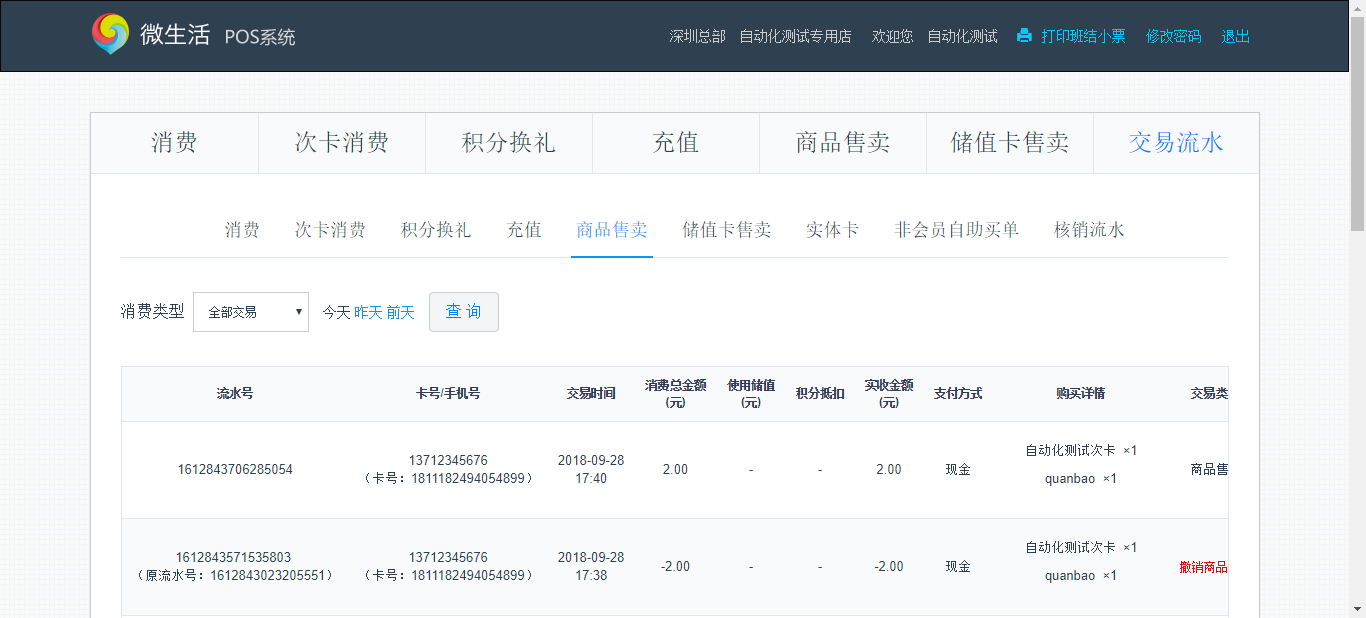 微生活 POS系统
深圳总部 自动化测试专用店 欢迎您 自动化测试 打印班结小票 修改密码 退出
消费 次卡消费 积分换礼 充值 商品售卖 储值卡售卖 交易流水
消费 次卡消费 积分换礼 充值 商品售卖 储值卡售卖 实体卡 非会员自助买单 核销流水
消费类型 全部交易 今天 昨天 前天 查 询
流水号 卡号/手机号 交易时间 消费总金额(元) 使用储值(元) 积分抵扣 实收金额(元) 支付方式 购买详情 交易类
1612843706285054
13712345676
（卡号：1811182494054899）
2018-09-28
17:40
2.00 - - 2.00 现金
自动化测试次卡 ×1
quanbao ×1
商品售
1612843571535803
（原流水号：1612843023205551）
13712345676
（卡号：1811182494054899）
2018-09-28
17:38
-2.00 - - -2.00 现金
自动化测试次卡 ×1
quanbao ×1
撤销商品